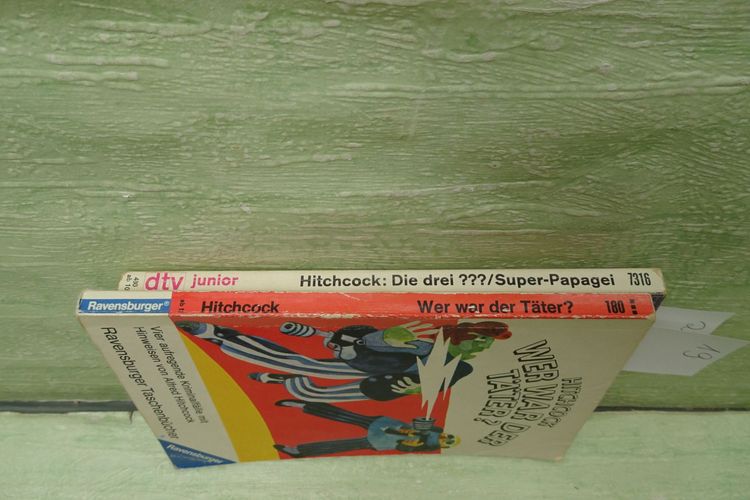 dtv junior Hitchcock: Die drei ???/Super-Papagei 7316
Ravensburger® Hitchcock Wer war der Täter? 180
HITCHCOCK
WER WAR DER
TÄTER?
Vier aufregende Kriminalfälle mit
Hinweisen von Alfred Hitchcock
Ravensburger Taschenbücher
Ravensburger